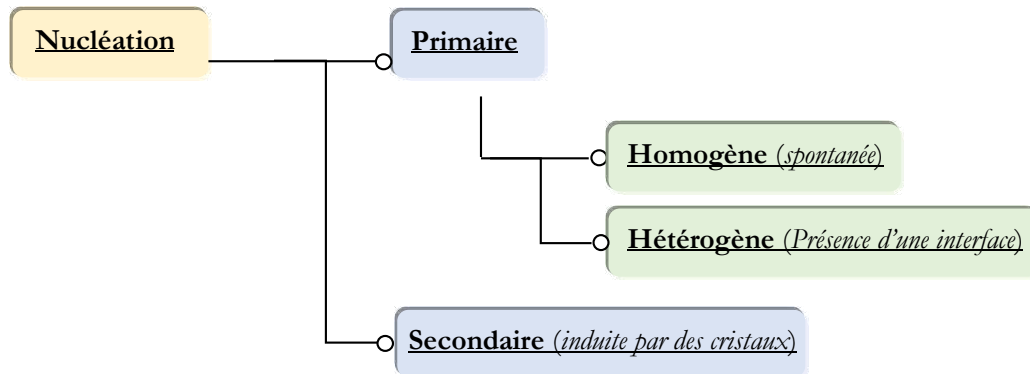 Nucléation
Primaire
Homogène (spontanée)
Hétérogène (Présence d'une interface)
Secondaire (induite par des cristaux)